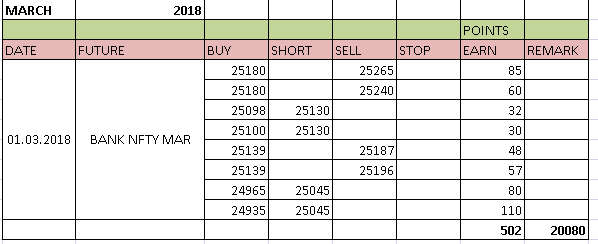 MARCH 2018
POINTS
DATE FUTURE BUY SHORT SELL STOP EARN REMARK
25180 25265 85
25180 25240 60
25098 25130 32
25100 25130 30
01.03.2018 BANK NFTY MAR
25139 25187 48
25139 25196 57
24965 25045 80
24935 25045 110
502 20080